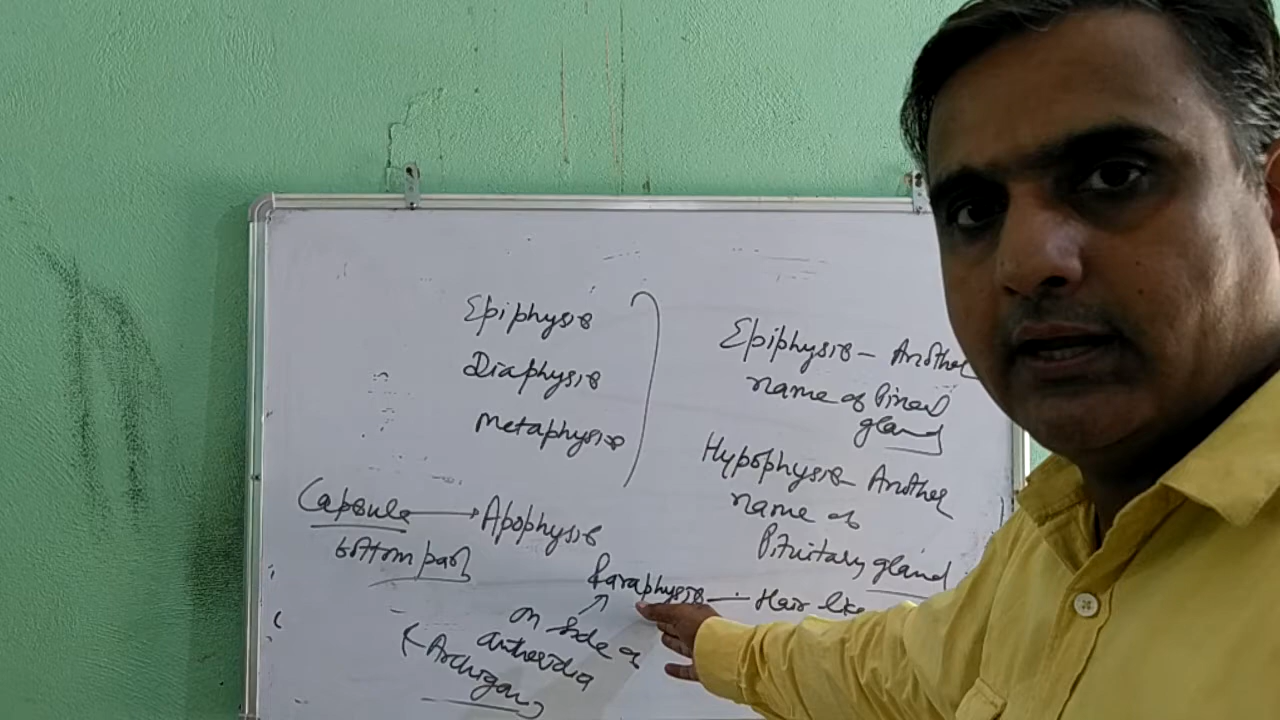 Epiphysis
Diaphysis
Metaphysis
Capsule → Apophysis
bottom part
Paraphysis — Hair like
on side of
antheridia
Archigon
Epiphysis - Another
name of Pineal
gland
Hypophysis - Another
name of
Pituitary gland